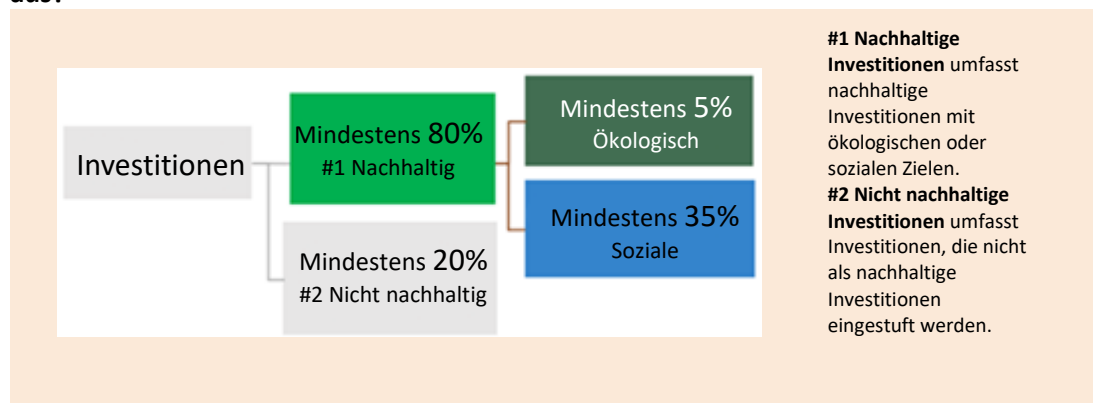 Investitionen
Mindestens 80%
#1 Nachhaltig
Mindestens 20%
#2 Nicht nachhaltig
Mindestens 5%
Ökologisch
Mindestens 35%
Soziale
#1 Nachhaltige
Investitionen umfasst
nachhaltige
Investitionen mit
ökologischen oder
sozialen Zielen.
#2 Nicht nachhaltige
Investitionen umfasst
Investitionen, die nicht
als nachhaltige
Investitionen
eingestuft werden.